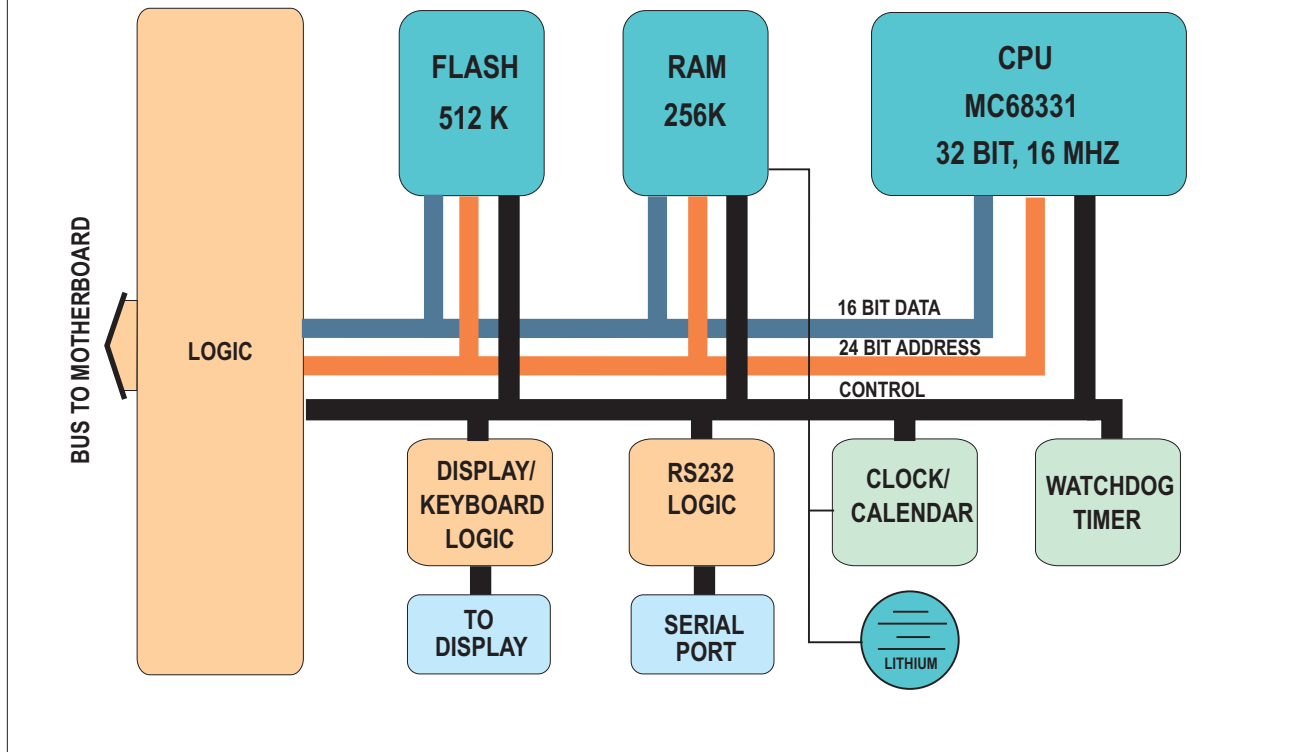 FLASH
512 K
RAM
256K
CPU
MC68331
32 BIT, 16 MHZ
BUS TO MOTHERBOARD
LOGIC
16 BIT DATA
24 BIT ADDRESS
CONTROL
DISPLAY/
KEYBOARD
LOGIC
RS232
LOGIC
CLOCK/
CALENDAR
WATCHDOG
TIMER
TO
DISPLAY
SERIAL
PORT
LITHIUM